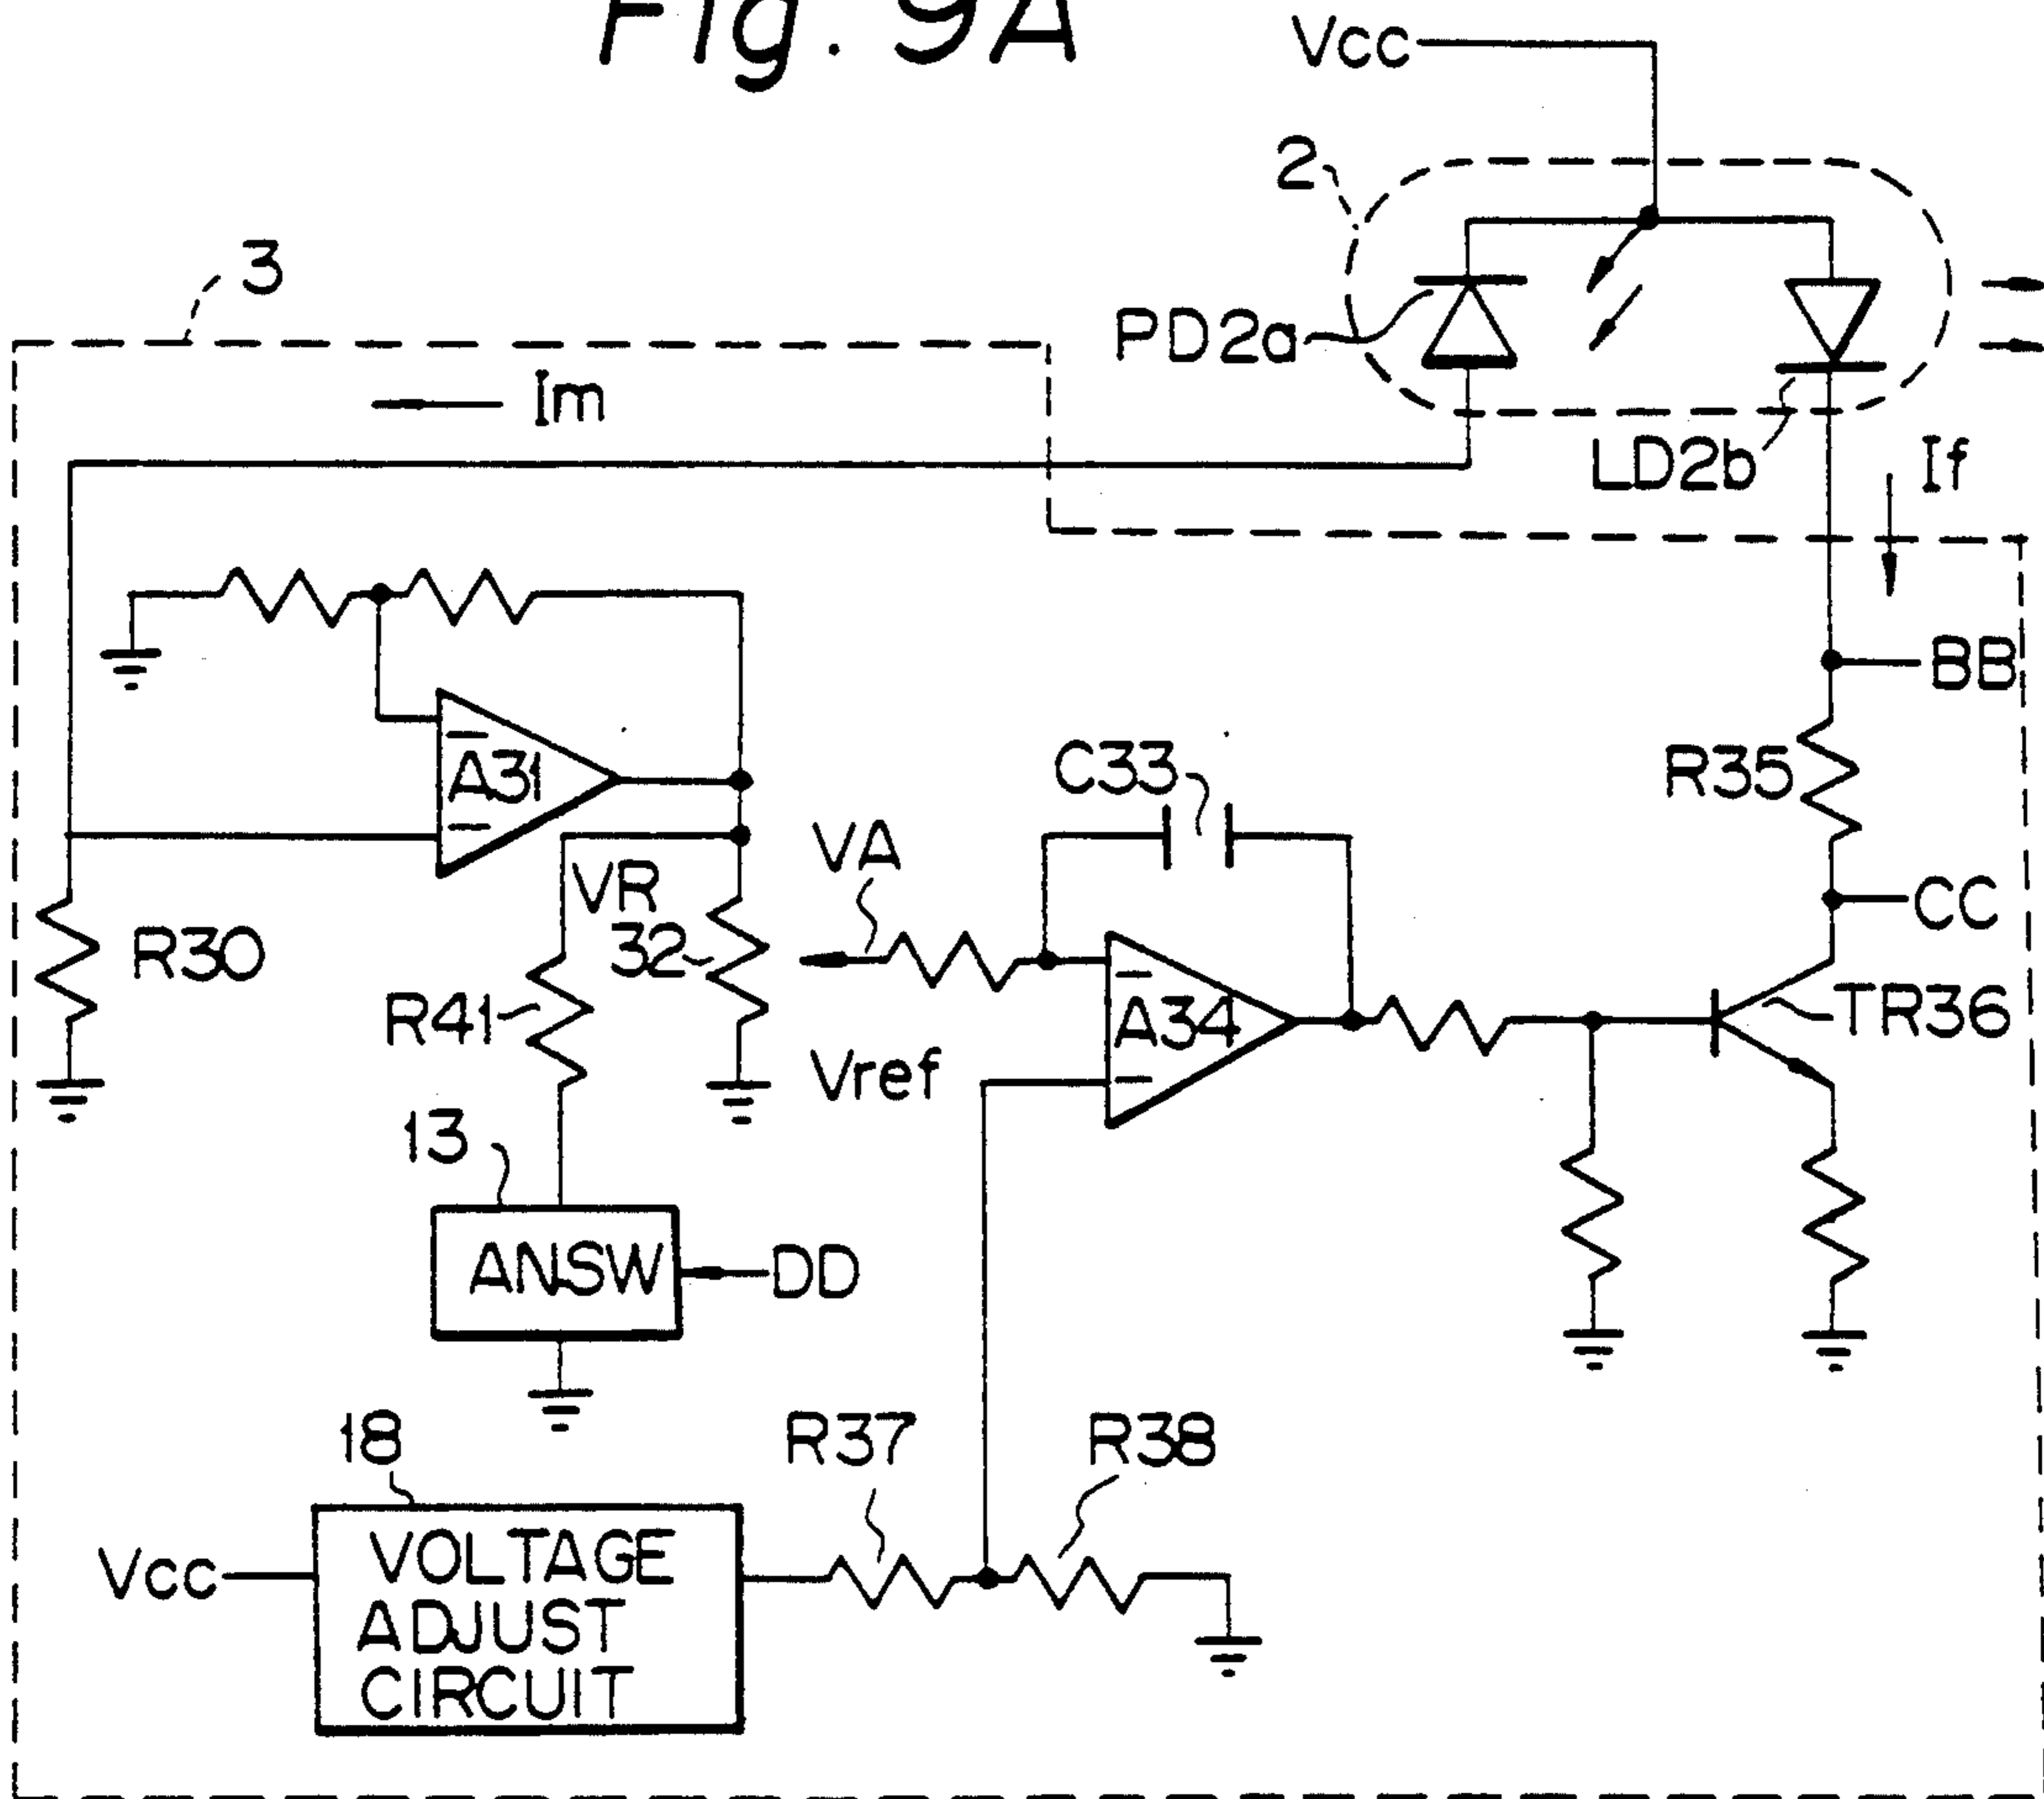 Fig. 9A
Vcc
2
3
PD2a
Im
LD2b
If
BB
A31
C33
R35
VA
VR
32
CC
R30
R41
A34
TR36
Vref
13
ANSW
DD
18
R37
R38
Vcc
VOLTAGE
ADJUST
CIRCUIT